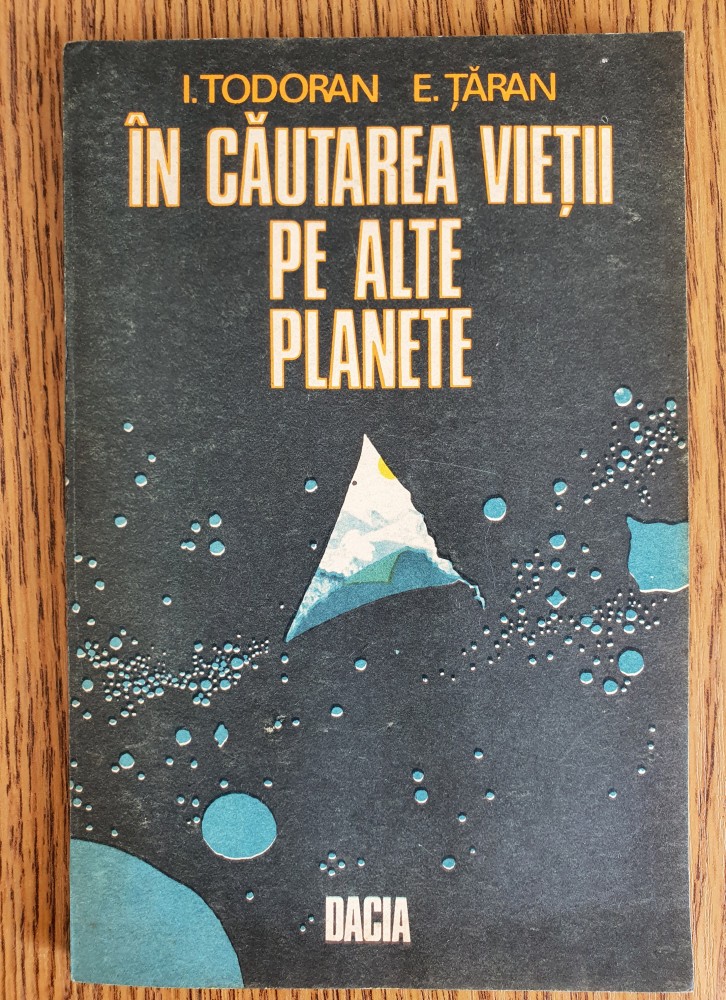 I. TODORAN E. ȚĂRAN
ÎN CĂUTAREA VIEȚII
PE ALTE
PLANETE
DACIA